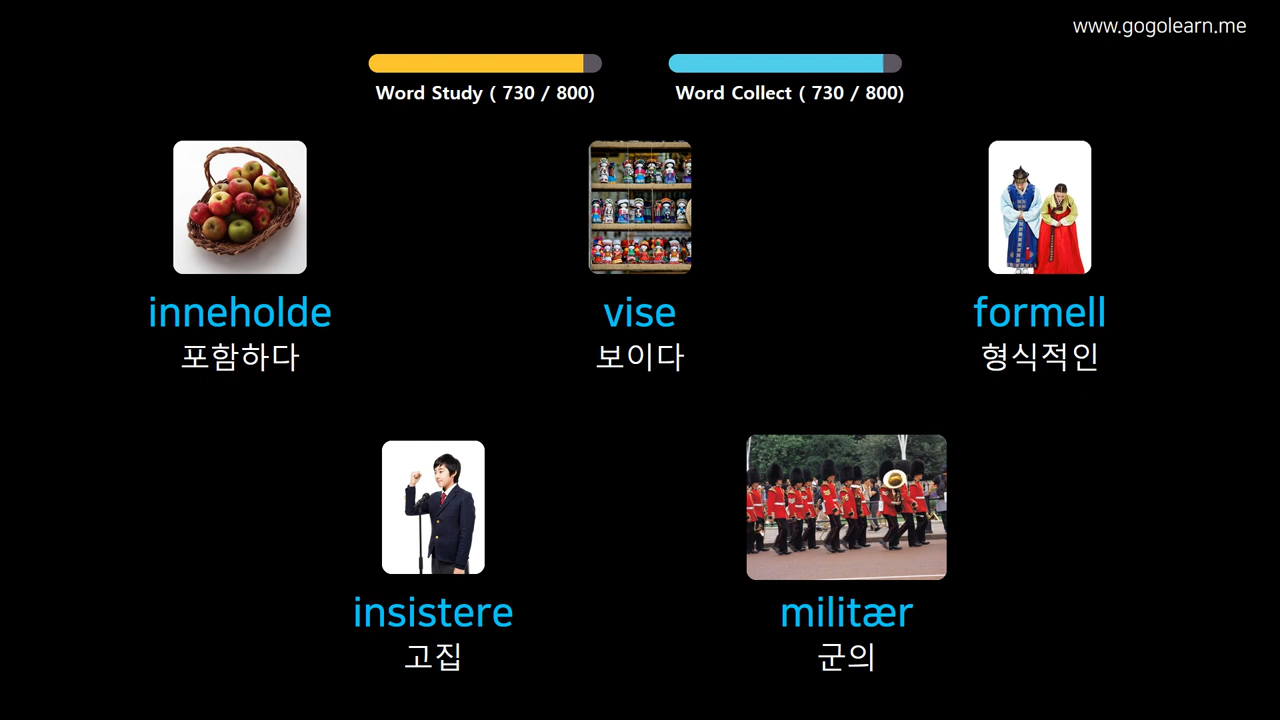 www.gogolearn.me
Word Study ( 730 / 800)
Word Collect ( 730 / 800)
inneholde
포함하다
vise
보이다
formell
형식적인
insistere
고집
militær
군의